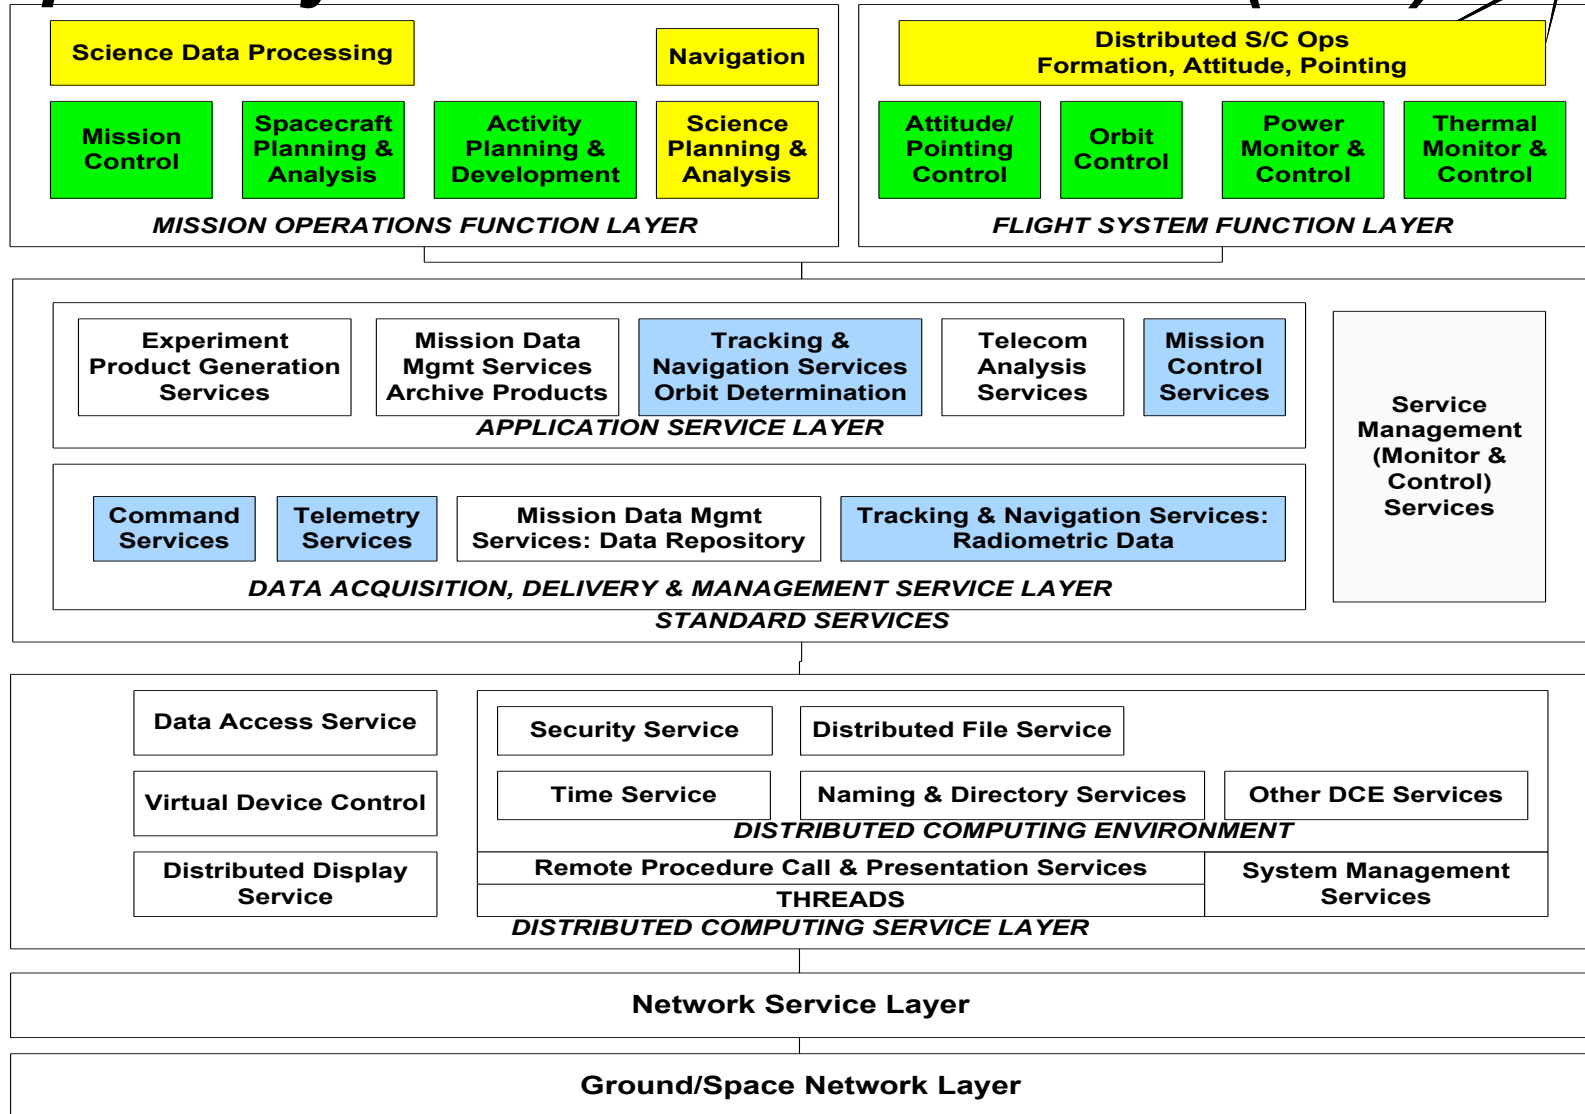 Science Data Processing
Navigation
Distributed S/C Ops
Formation, Attitude, Pointing
Mission
Control
Spacecraft
Planning &
Analysis
Activity
Planning &
Development
Science
Planning &
Analysis
Attitude/
Pointing
Control
Orbit
Control
Power
Monitor &
Control
Thermal
Monitor &
Control
MISSION OPERATIONS FUNCTION LAYER
FLIGHT SYSTEM FUNCTION LAYER
Experiment
Product Generation
Services
Mission Data
Mgmt Services
Archive Products
Tracking &
Navigation Services
Orbit Determination
Telecom
Analysis
Services
Mission
Control
Services
APPLICATION SERVICE LAYER
Service
Management
(Monitor &
Control)
Services
Command
Services
Telemetry
Services
Mission Data Mgmt
Services: Data Repository
Tracking & Navigation Services:
Radiometric Data
DATA ACQUISITION, DELIVERY & MANAGEMENT SERVICE LAYER
STANDARD SERVICES
Data Access Service
Security Service
Distributed File Service
Virtual Device Control
Time Service
Naming & Directory Services
Other DCE Services
DISTRIBUTED COMPUTING ENVIRONMENT
Distributed Display
Service
Remote Procedure Call & Presentation Services
THREADS
System Management
Services
DISTRIBUTED COMPUTING SERVICE LAYER
Network Service Layer
Ground/Space Network Layer